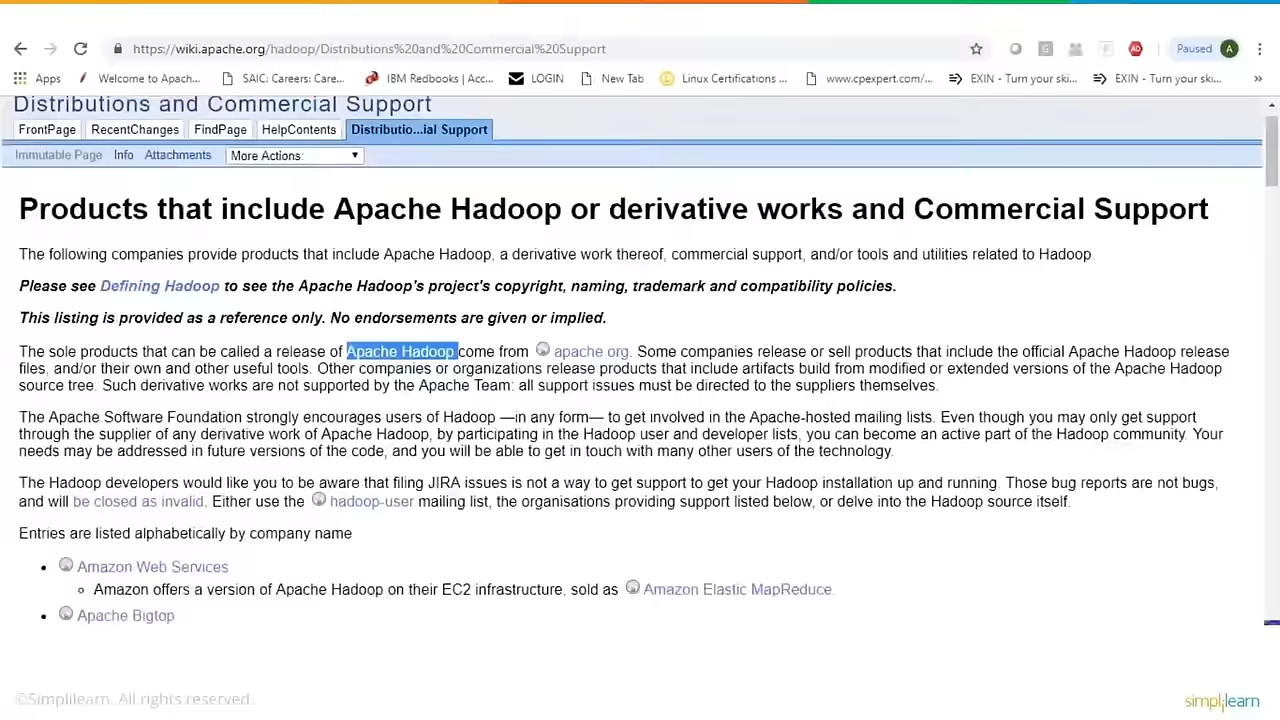 https://wiki.apache.org/hadoop/Distributions%20and%20Commercial%20Support
Paused A
Apps Welcome to Apach... SAIC: Careers: Care... IBM Redbooks | Acc... LOGIN New Tab Linux Certifications ... www.cpexpert.com/... EXIN - Turn your ski... EXIN - Turn your ski... »
Distributions and Commercial Support
FrontPage RecentChanges FindPage HelpContents Distributio...ial Support
Immutable Page Info Attachments More Actions:
Products that include Apache Hadoop or derivative works and Commercial Support
The following companies provide products that include Apache Hadoop, a derivative work thereof, commercial support, and/or tools and utilities related to Hadoop.
Please see Defining Hadoop to see the Apache Hadoop's project's copyright, naming, trademark and compatibility policies.
This listing is provided as a reference only. No endorsements are given or implied.
The sole products that can be called a release of Apache Hadoop come from apache.org. Some companies release or sell products that include the official Apache Hadoop release
files, and/or their own and other useful tools. Other companies or organizations release products that include artifacts build from modified or extended versions of the Apache Hadoop
source tree. Such derivative works are not supported by the Apache Team: all support issues must be directed to the suppliers themselves.
The Apache Software Foundation strongly encourages users of Hadoop —in any form— to get involved in the Apache-hosted mailing lists. Even though you may only get support
through the supplier of any derivative work of Apache Hadoop, by participating in the Hadoop user and developer lists, you can become an active part of the Hadoop community. Your
needs may be addressed in future versions of the code, and you will be able to get in touch with many other users of the technology.
The Hadoop developers would like you to be aware that filing JIRA issues is not a way to get support to get your Hadoop installation up and running. Those bug reports are not bugs,
and will be closed as invalid. Either use the hadoop-user mailing list, the organisations providing support listed below, or delve into the Hadoop source itself.
Entries are listed alphabetically by company name
• Amazon Web Services
Amazon offers a version of Apache Hadoop on their EC2 infrastructure, sold as Amazon Elastic MapReduce.
• Apache Bigtop
©Simplilearn. All rights reserved.
simplilearn